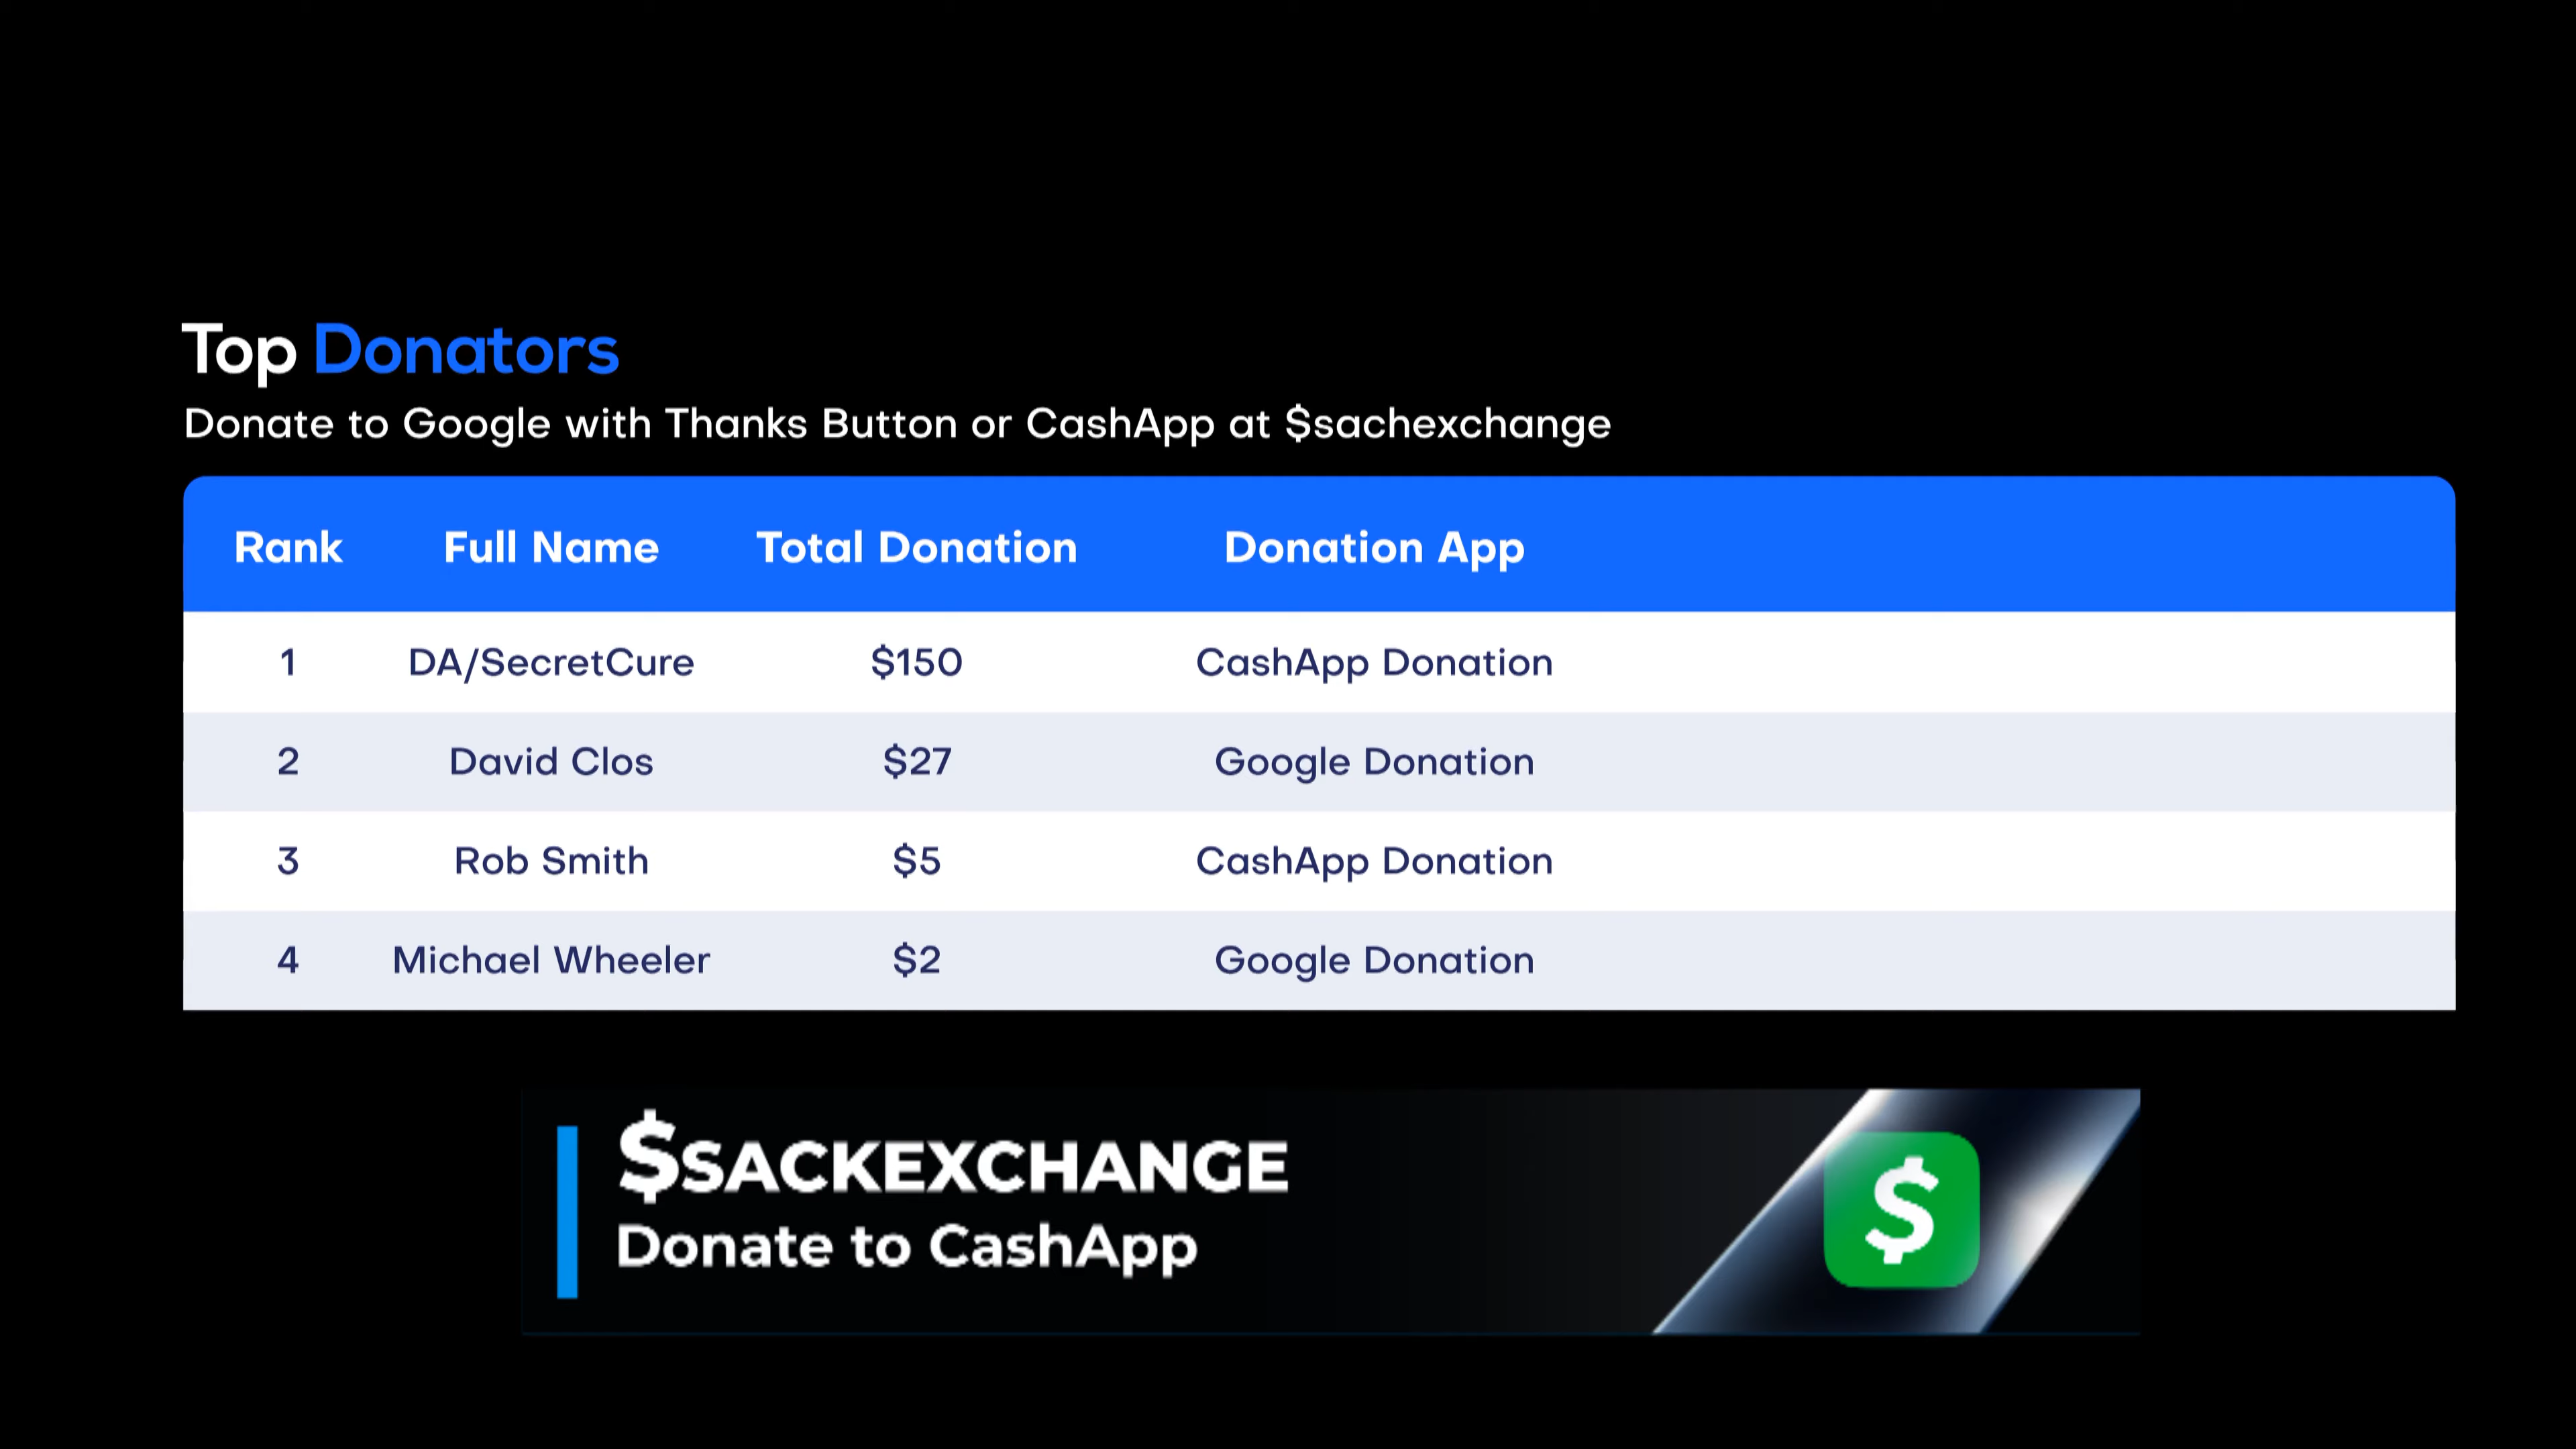 Top Donators
Donate to Google with Thanks Button or CashApp at $sachexchange
Rank Full Name Total Donation Donation App
1 DA/SecretCure $150 CashApp Donation
2 David Clos $27 Google Donation
3 Rob Smith $5 CashApp Donation
4 Michael Wheeler $2 Google Donation
$SACKEXCHANGE
Donate to CashApp
$